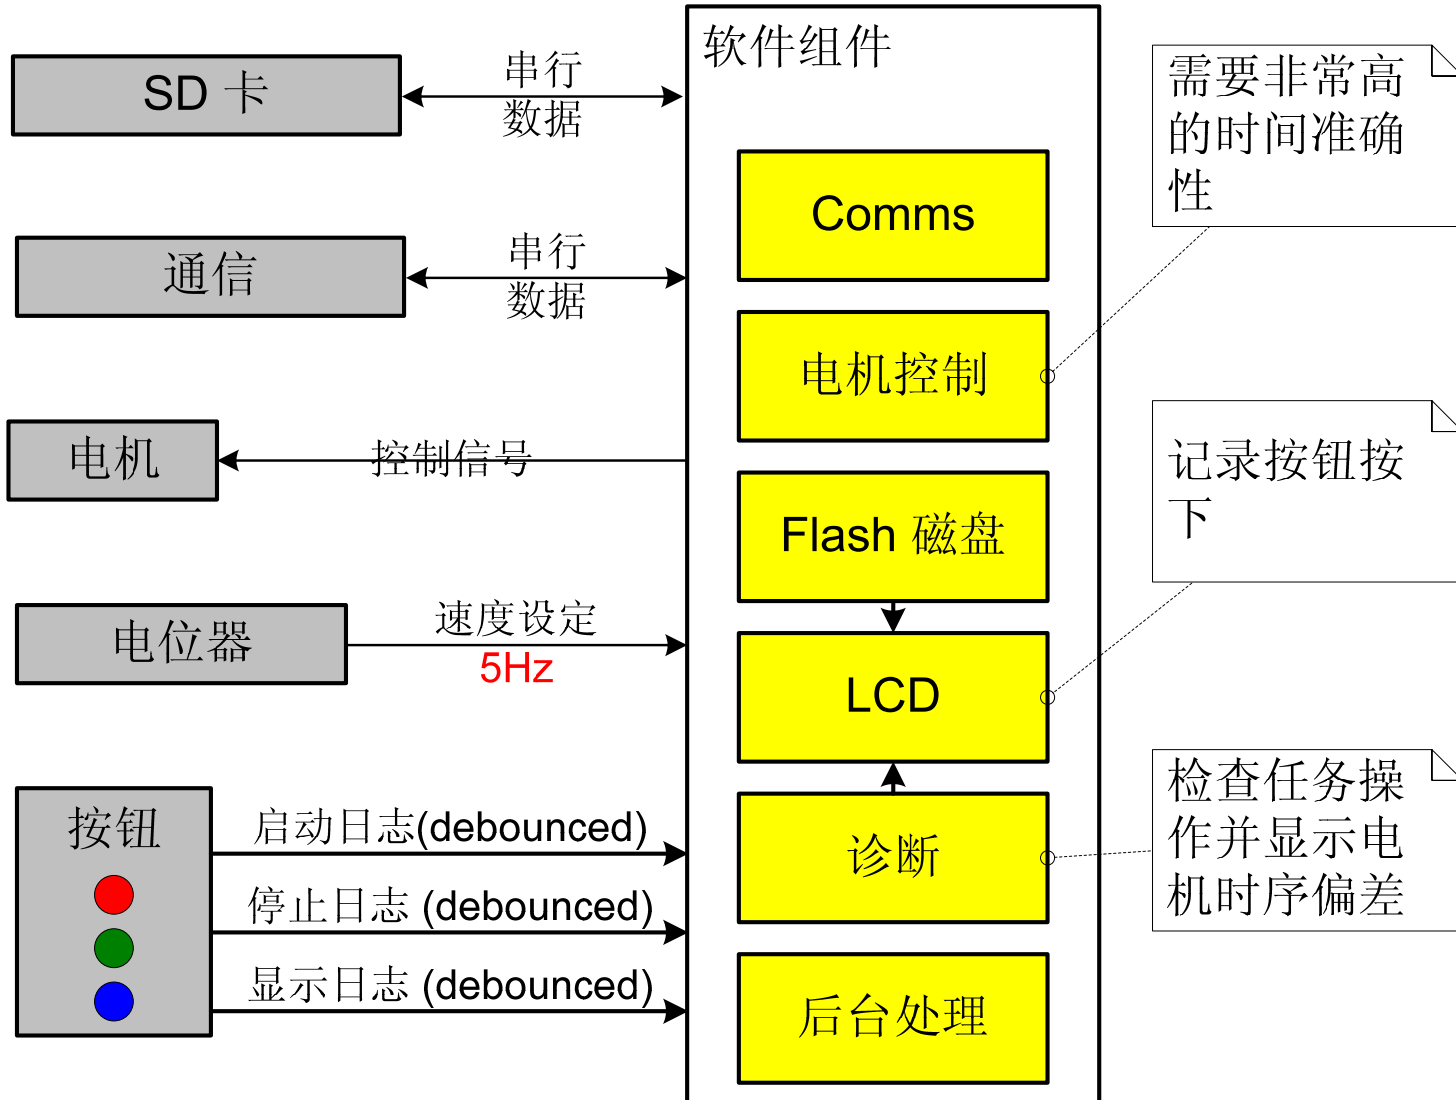 SD 卡
串行
数据
通信
串行
数据
电机
控制信号
电位器
速度设定
5Hz
按钮
启动日志(debounced)
停止日志 (debounced)
显示日志 (debounced)
软件组件
Comms
电机控制
Flash 磁盘
LCD
诊断
后台处理
需要非常高
的时间准确
性
记录按钮按
下
检查任务操
作并显示电
机时序偏差